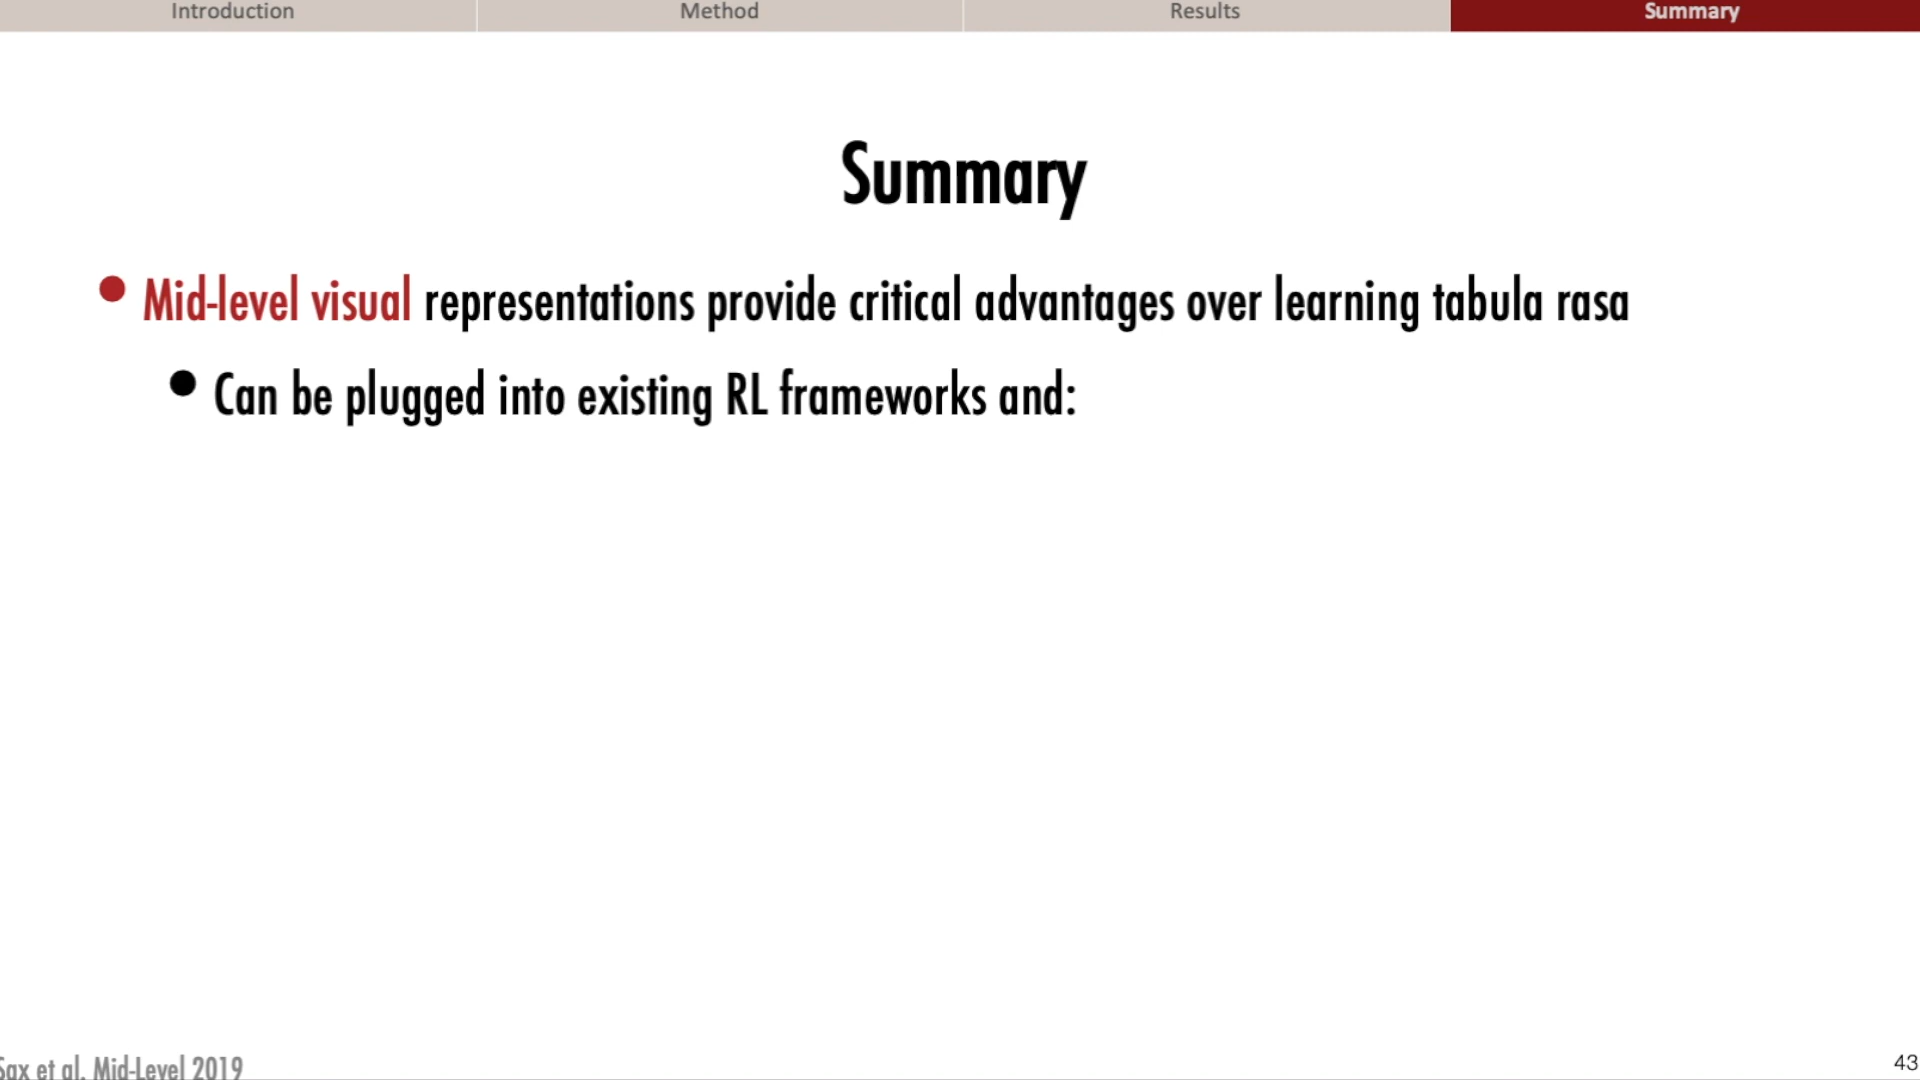 Introduction
Method
Results
Summary
Summary
• Mid-level visual representations provide critical advantages over learning tabula rasa
• Can be plugged into existing RL frameworks and:
Sax et al. Mid-Level 2019
43